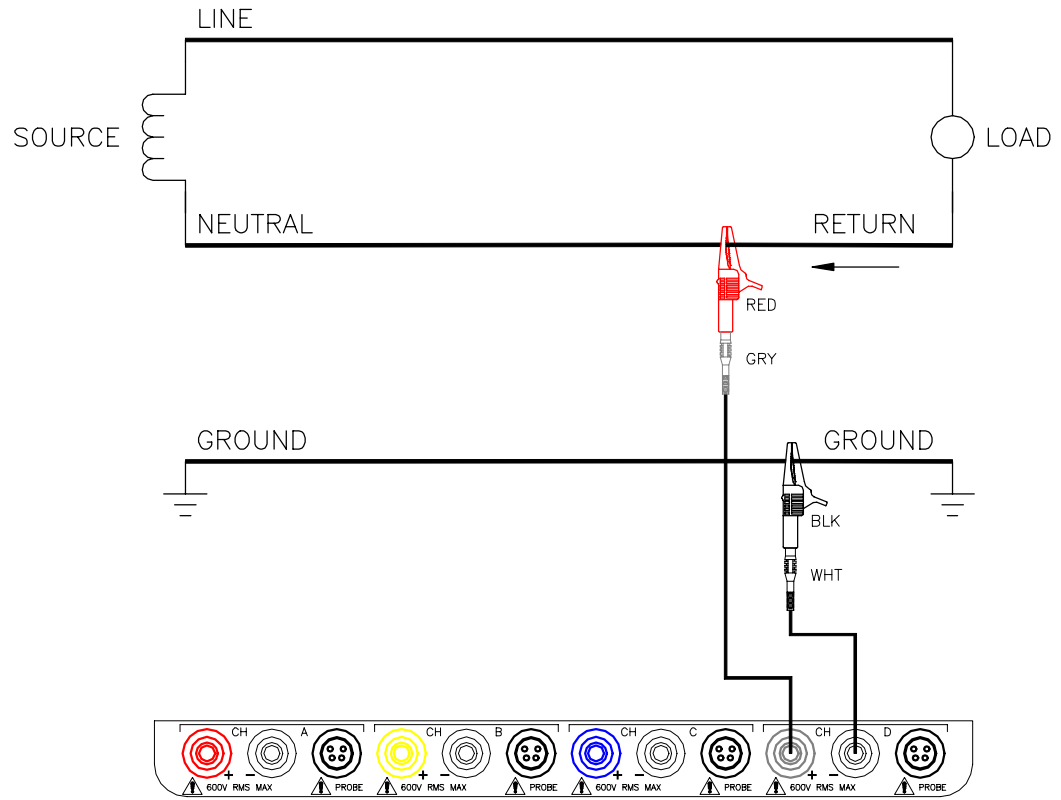 LINE
SOURCE
LOAD
NEUTRAL RETURN
RED
GRY
GROUND GROUND
BLK
WHT
CH A CH B CH C CH D
+ − + − + − + −
600V RMS MAX PROBE 600V RMS MAX PROBE 600V RMS MAX PROBE 600V RMS MAX PROBE